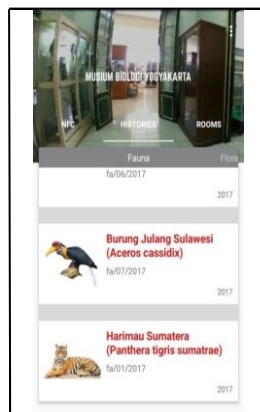 MUSIUM BIOLOGI YOGYAKARTA
NFC HISTORIES ROOMS
Fauna Flora
fa/06/2017
2017
Burung Julang Sulawesi
(Aceros cassidix)
fa/07/2017
2017
Harimau Sumatera
(Panthera tigris sumatrae)
fa/01/2017
2017